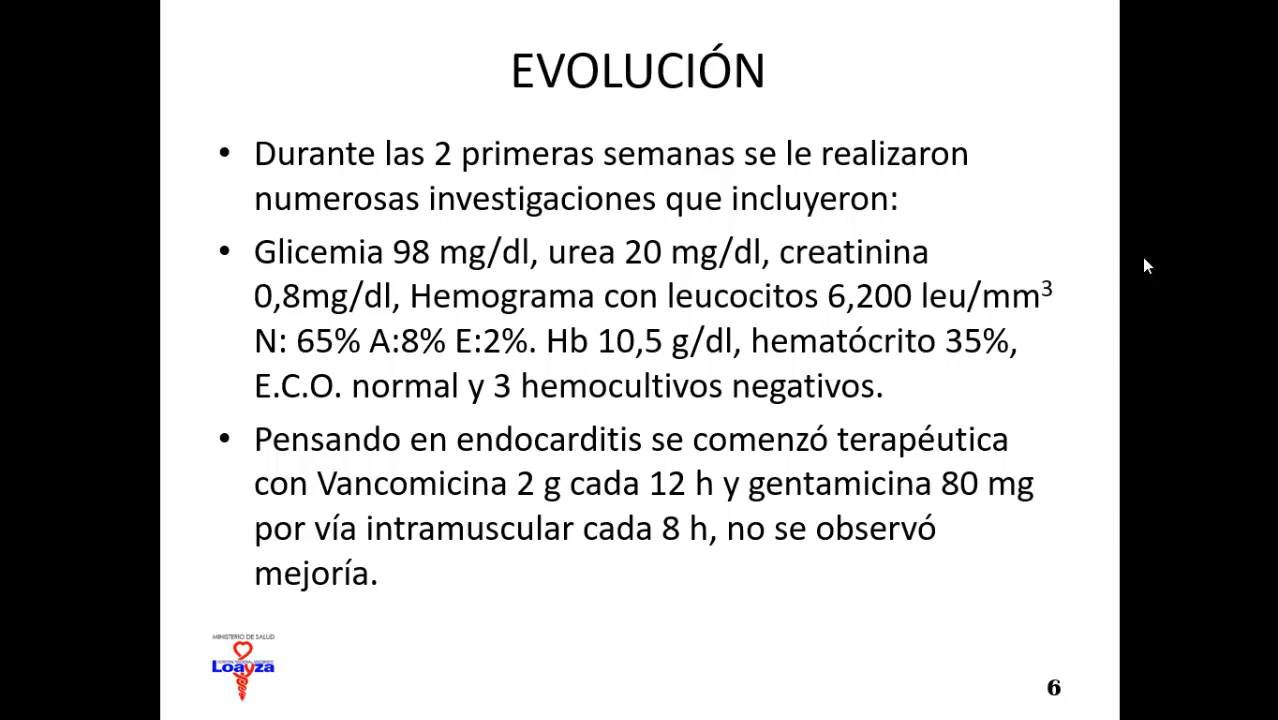 EVOLUCIÓN
• Durante las 2 primeras semanas se le realizaron
numerosas investigaciones que incluyeron:
• Glicemia 98 mg/dl, urea 20 mg/dl, creatinina
0,8mg/dl, Hemograma con leucocitos 6,200 leu/mm³
N: 65% A:8% E:2%. Hb 10,5 g/dl, hematócrito 35%,
E.C.O. normal y 3 hemocultivos negativos.
• Pensando en endocarditis se comenzó terapéutica
con Vancomicina 2 g cada 12 h y gentamicina 80 mg
por vía intramuscular cada 8 h, no se observó
mejoría.
MINISTERIO DE SALUD
Loayza
6